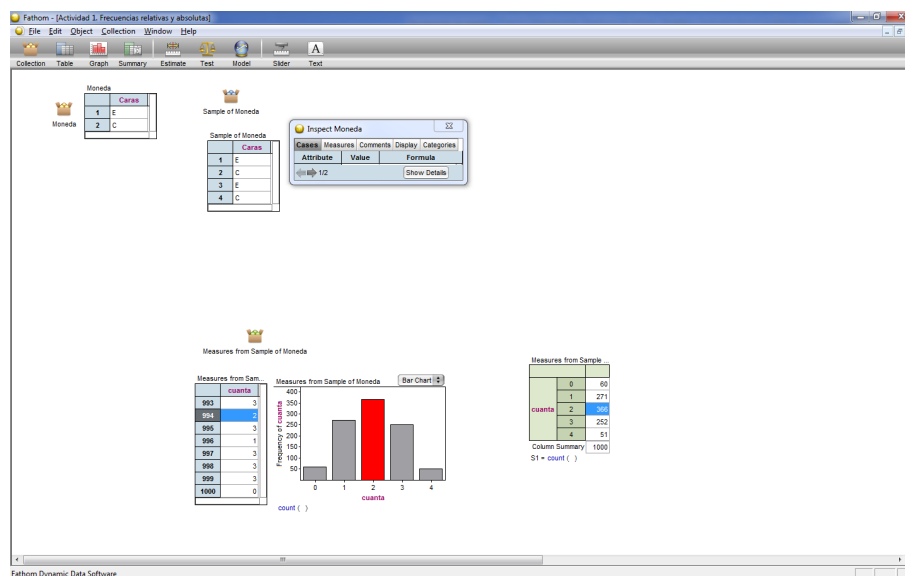 Fathom - [Actividad 1. Frecuencias relativas y absolutas]
File Edit Object Collection Window Help
Collection Table Graph Summary Estimate Test Model Slider Text
Moneda
Moneda
Caras
1 E
2 C
Sample of Moneda
Sample of Moneda
Caras
1 E
2 C
3 E
4 C
Inspect Moneda
Cases Measures Comments Display Categories
Attribute Value Formula
1/2 Show Details
Measures from Sample of Moneda
Measures from Sam...
cuanta
993 3
994 2
995 3
996 1
997 3
998 3
999 3
1000 0
Measures from Sample of Moneda Bar Chart
Frequency of cuanta
400
350
300
250
200
150
100
50
0 1 2 3 4
cuanta
count ( )
Measures from Sample ...
cuanta
0 60
1 271
2 366
3 252
4 51
Column Summary 1000
S1 = count ( )
Fathom Dynamic Data Software